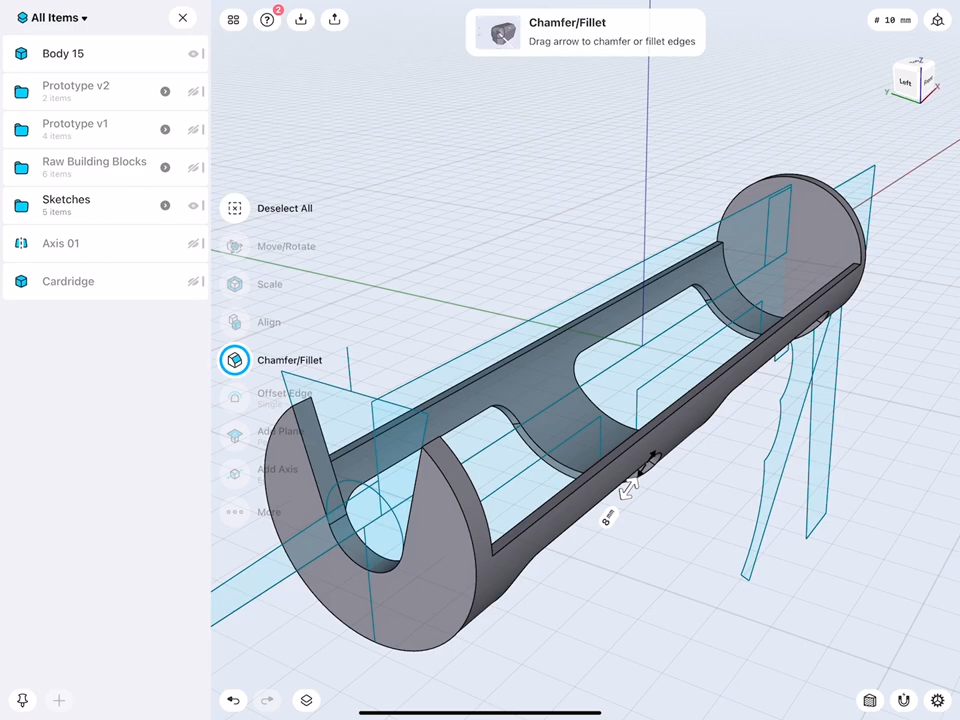 All Items
Body 15
Prototype v2
2 items
Prototype v1
4 items
Raw Building Blocks
6 items
Sketches
5 items
Axis 01
Cardridge
2
Chamfer/Fillet
Drag arrow to chamfer or fillet edges
# 10 mm
Z
Left
Front
Y
X
Deselect All
Move/Rotate
Scale
Align
Chamfer/Fillet
Offset Edge
Add Plane
Add Axis
More
8 mm